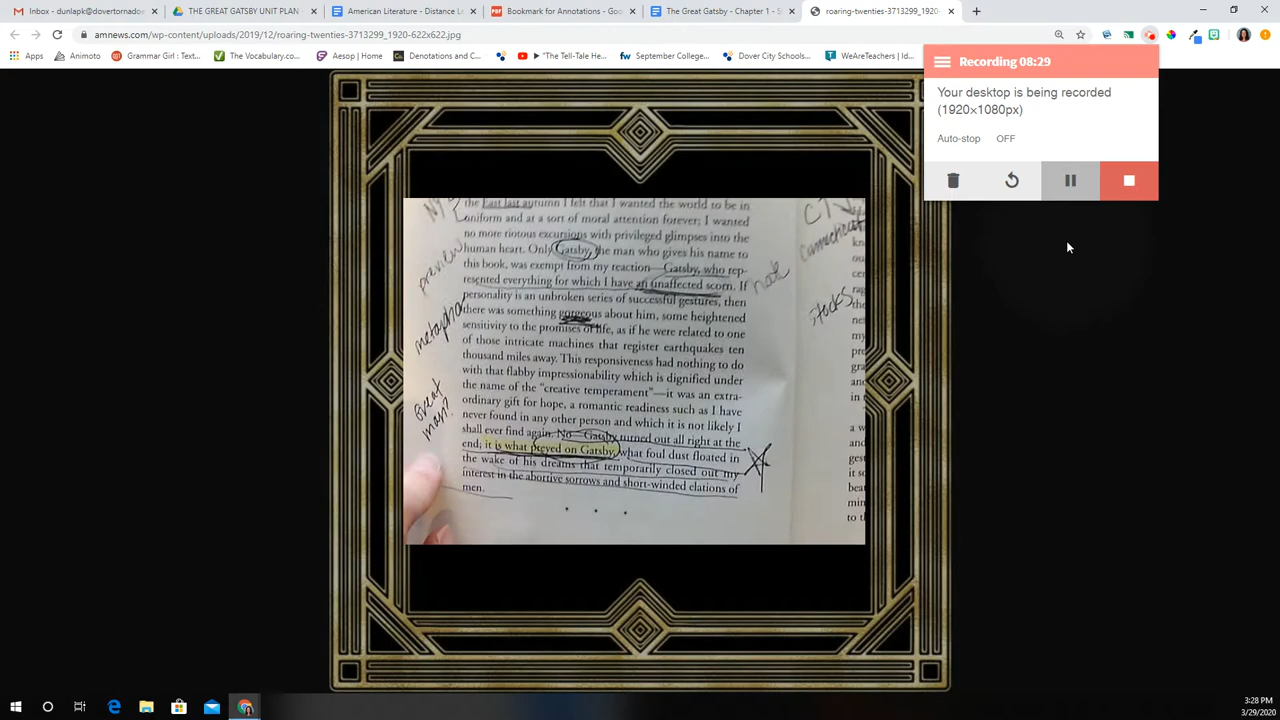 Inbox - dunlapk@dovertornado
THE GREAT GATSBY UNIT PLAN
American Literature - Distance Le
Bookmark for Annotations - Goo
The Great Gatsby - Chapter 1 - S
roaring-twenties-3713299_1920-
amnews.com/wp-content/uploads/2019/12/roaring-twenties-3713299_1920-622x622.jpg
Apps
Animoto
Grammar Girl : Text...
The Vocabulary.co...
Aesop | Home
Denotations and C...
"The Tell-Tale He...
September College...
Dover City Schools...
WeAreTeachers | Id...
Recording 08:29
Your desktop is being recorded
(1920×1080px)
Auto-stop OFF
the East last autumn I felt that I wanted the world to be in
uniform and at a sort of moral attention forever; I wanted
no more riotous excursions with privileged glimpses into the
human heart. Only Gatsby, the man who gives his name to
this book, was exempt from my reaction—Gatsby, who rep-
resented everything for which I have an unaffected scorn. If
personality is an unbroken series of successful gestures, then
there was something gorgeous about him, some heightened
sensitivity to the promises of life, as if he were related to one
of those intricate machines that register earthquakes ten
thousand miles away. This responsiveness had nothing to do
with that flabby impressionability which is dignified under
the name of the "creative temperament"—it was an extra-
ordinary gift for hope, a romantic readiness such as I have
never found in any other person and which it is not likely I
shall ever find again. No—Gatsby turned out all right at the
end; it is what preyed on Gatsby, what foul dust floated in
the wake of his dreams that temporarily closed out my
interest in the abortive sorrows and short-winded elations of
men.
preview
metaphor
Great
man?
Connecticut
stocks
3:28 PM
3/29/2020